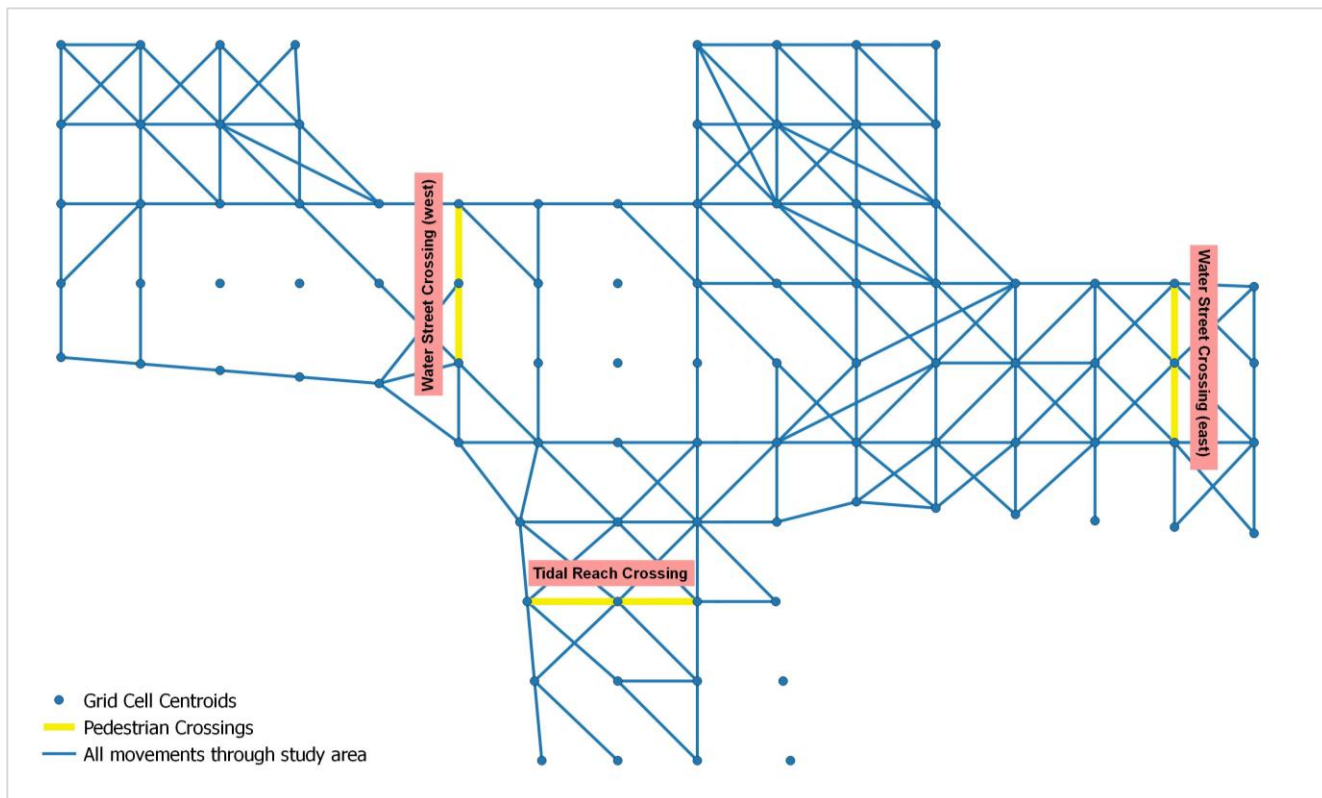 Water Street Crossing (west)
Water Street Crossing (east)
Tidal Reach Crossing
Grid Cell Centroids
Pedestrian Crossings
All movements through study area